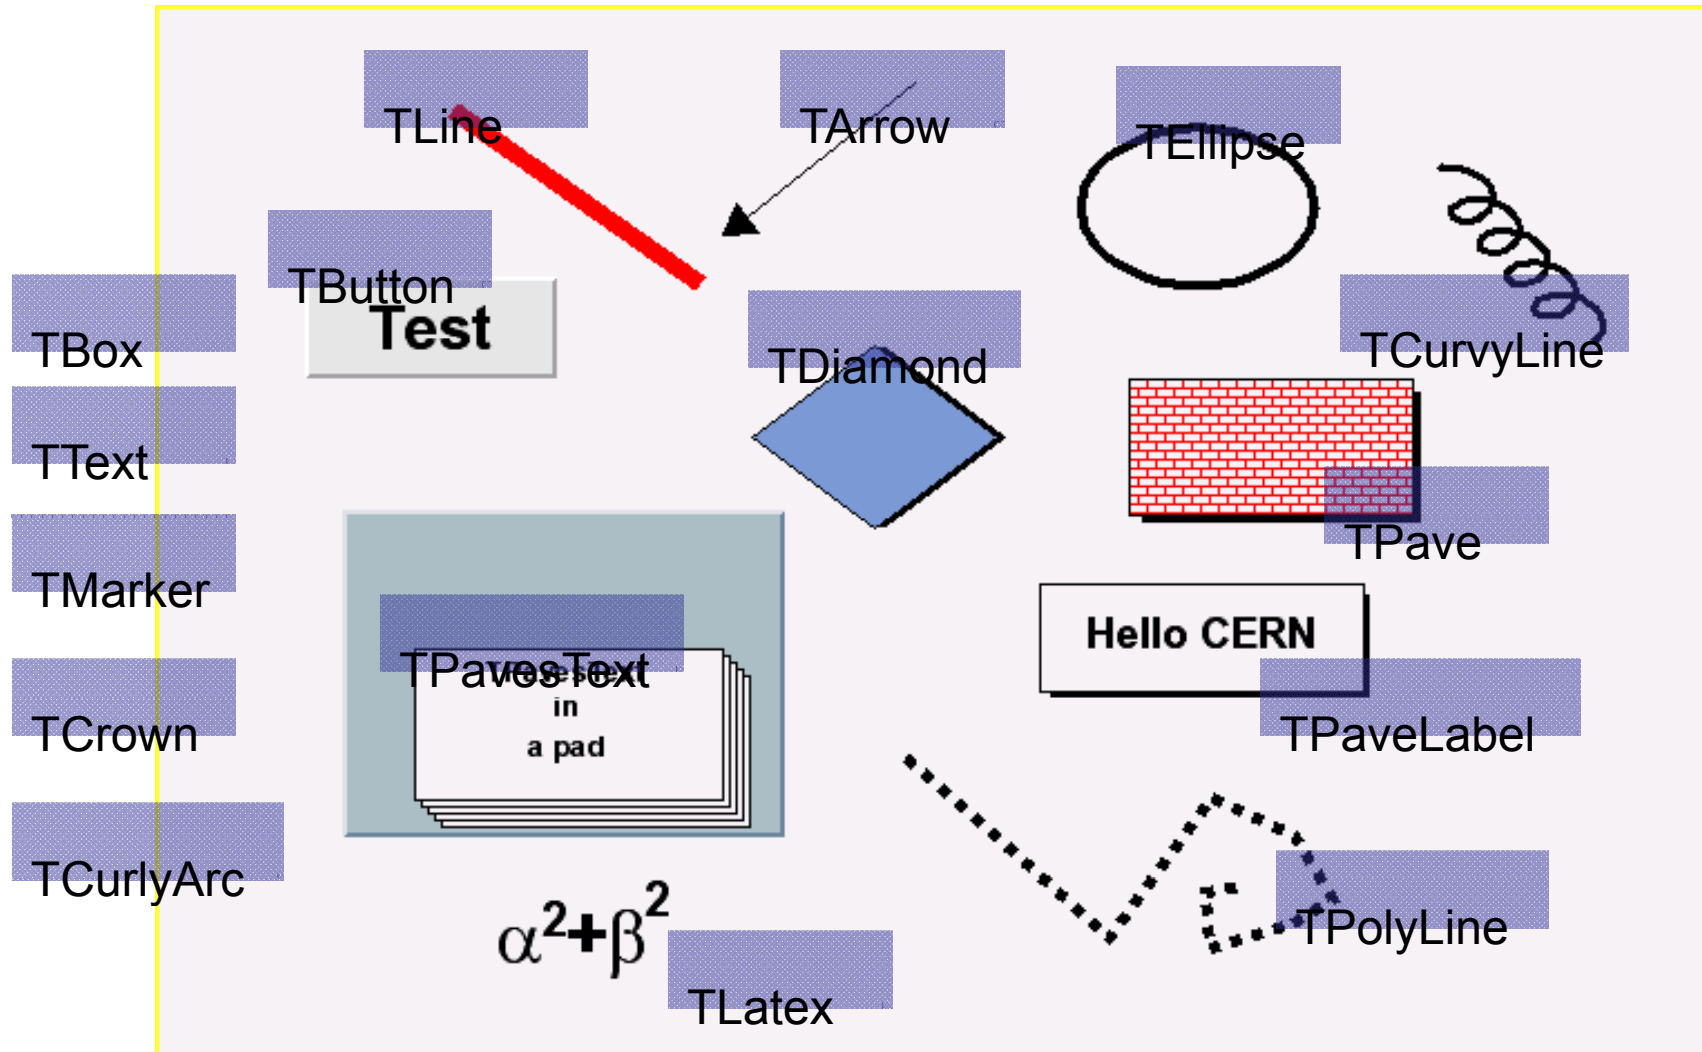 TLine
TArrow
TEllipse
TButton
Test
TBox
TDiamond
TCurvyLine
TText
TPave
TMarker
Hello CERN
TPavesText
TPavesText
in
a pad
TCrown
TPaveLabel
TCurlyArc
α²+β²
TPolyLine
TLatex